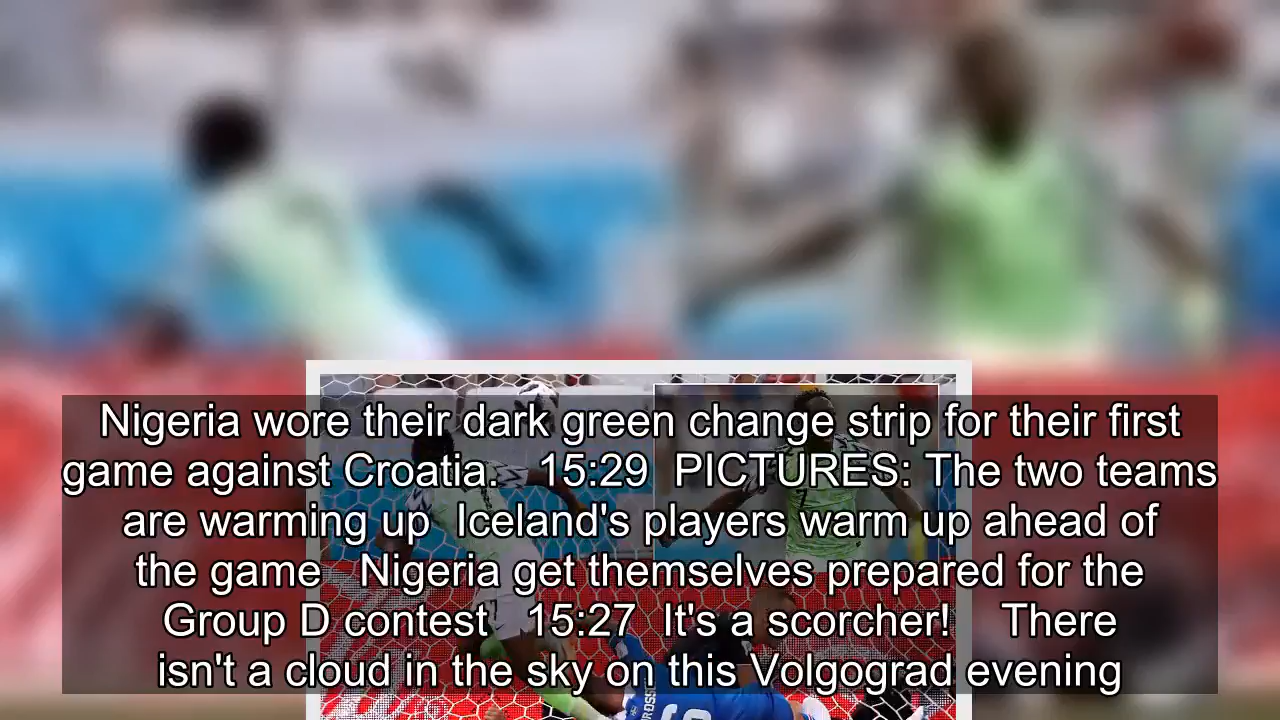 Nigeria wore their dark green change strip for their first
game against Croatia. 15:29 PICTURES: The two teams
are warming up Iceland's players warm up ahead of
the game Nigeria get themselves prepared for the
Group D contest 15:27 It's a scorcher! There
isn't a cloud in the sky on this Volgograd evening